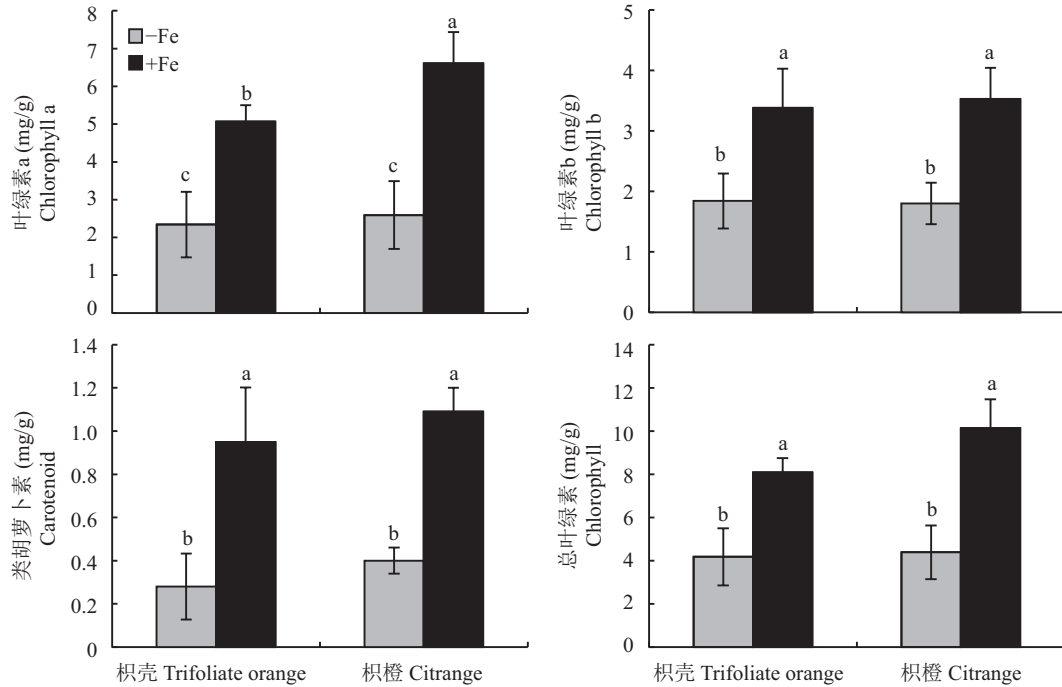 叶绿素a (mg/g)
Chlorophyll a
8
7
6
5
4
3
2
1
0
−Fe
+Fe
c
b
c
a
叶绿素b (mg/g)
Chlorophyll b
5
4
3
2
1
0
b
a
b
a
类胡萝卜素 (mg/g)
Carotenoid
1.4
1.2
1.0
0.8
0.6
0.4
0.2
0
b
a
b
a
枳壳 Trifoliate orange
枳橙 Citrange
总叶绿素 (mg/g)
Chlorophyll
14
12
10
8
6
4
2
0
b
a
b
a
枳壳 Trifoliate orange
枳橙 Citrange